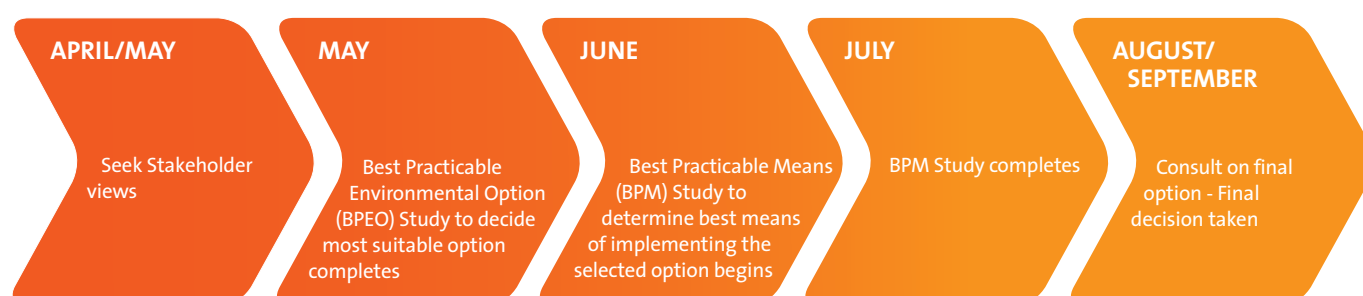 APRIL/MAY
Seek Stakeholder
views
MAY
Best Practicable
Environmental Option
(BPEO) Study to decide
most suitable option
completes
JUNE
Best Practicable Means
(BPM) Study to
determine best means
of implementing the
selected option begins
JULY
BPM Study completes
AUGUST/
SEPTEMBER
Consult on final
option - Final
decision taken